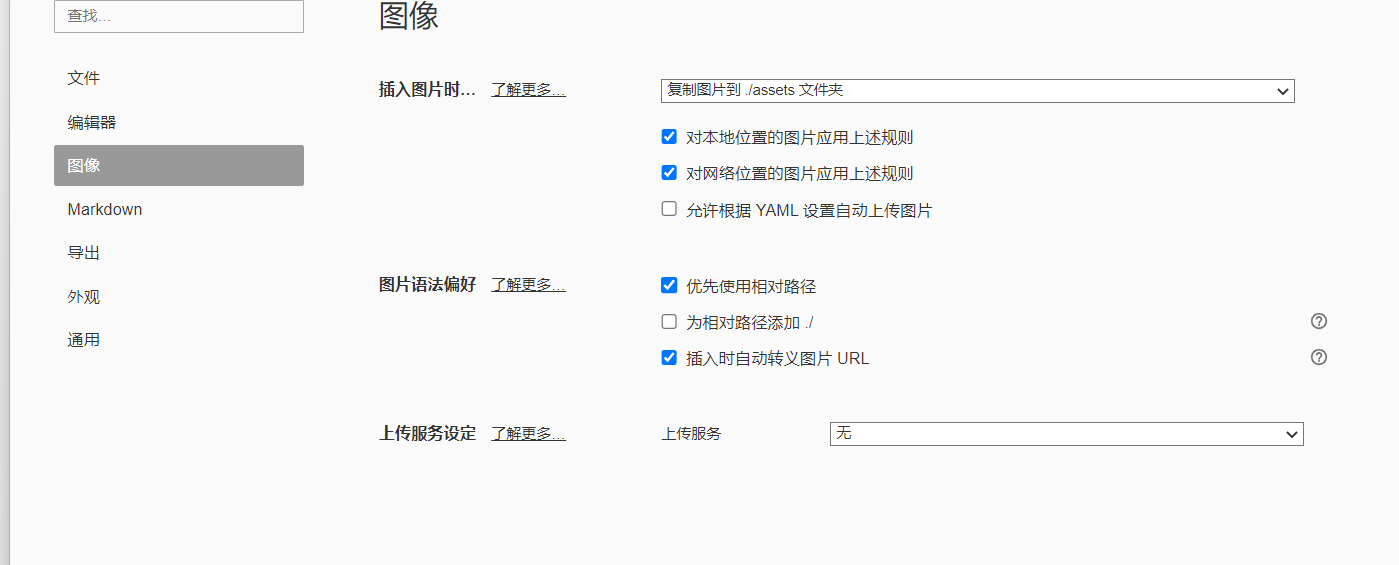 查找...
文件
编辑器
图像
Markdown
导出
外观
通用
图像
插入图片时... 了解更多... 复制图片到 ./assets 文件夹
对本地位置的图片应用上述规则
对网络位置的图片应用上述规则
允许根据 YAML 设置自动上传图片
图片语法偏好 了解更多... 优先使用相对路径
为相对路径添加 ./
插入时自动转义图片 URL
上传服务设定 了解更多... 上传服务 无